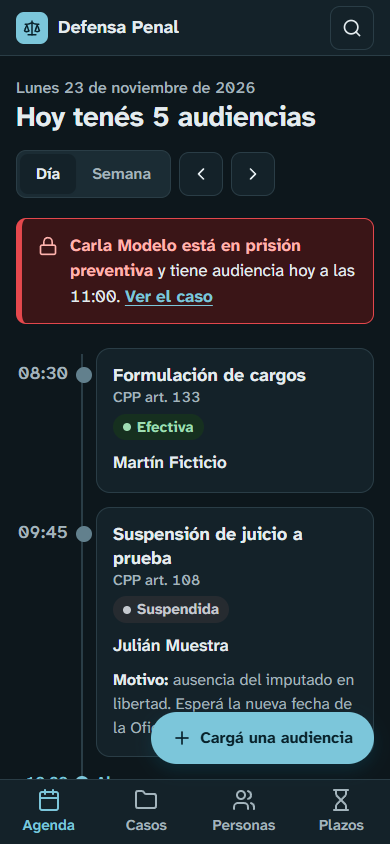 Defensa Penal
Lunes 23 de noviembre de 2026
Hoy tenés 5 audiencias
Día
Semana
Carla Modelo está en prisión
preventiva y tiene audiencia hoy a las
11:00. Ver el caso
08:30
Formulación de cargos
CPP art. 133
Efectiva
Martín Ficticio
09:45
Suspensión de juicio a
prueba
CPP art. 108
Suspendida
Julián Muestra
Motivo: ausencia del imputado en
libertad. Esperá la nueva fecha de
la
Cargá una audiencia
Agenda
Casos
Personas
Plazos